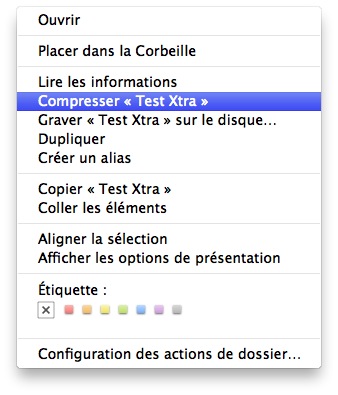 Ouvrir
Placer dans la Corbeille
Lire les informations
Compresser « Test Xtra »
Graver « Test Xtra » sur le disque...
Dupliquer
Créer un alias
Copier « Test Xtra »
Coller les éléments
Aligner la sélection
Afficher les options de présentation
Étiquette :
Configuration des actions de dossier...